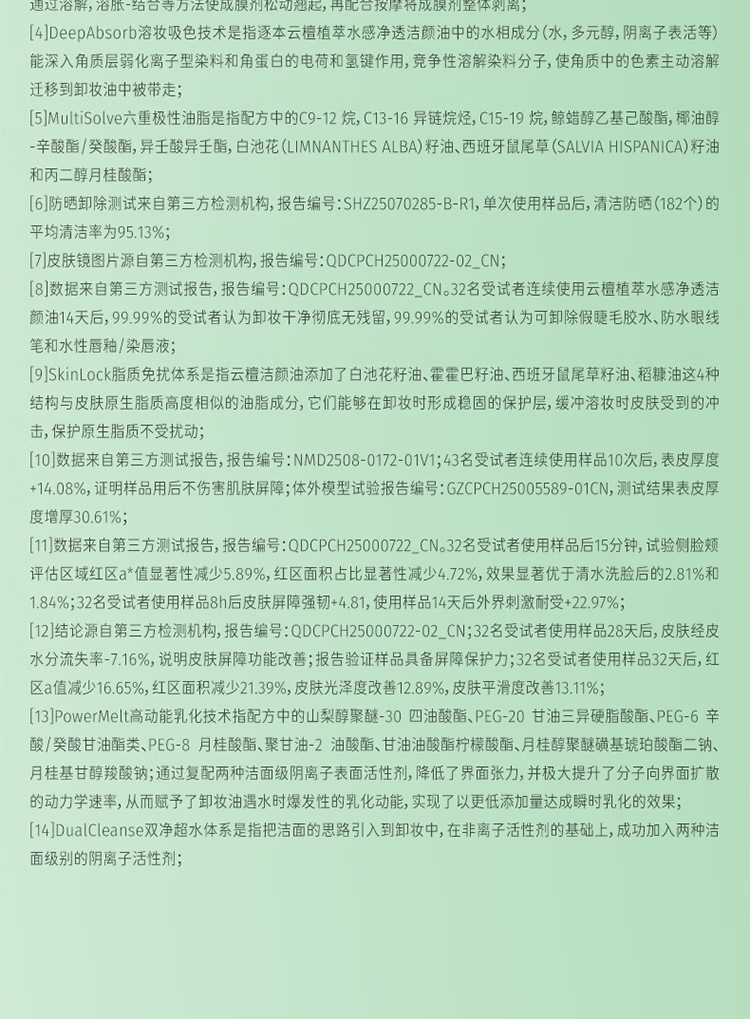 通过溶解,溶胀-结合等方法使成膜剂松动翘起,再配合按摩将成膜剂整体剥离;
[4]DeepAbsorb溶妆吸色技术是指逐本云檀植萃水感净透洁颜油中的水相成分(水,多元醇,阴离子表活等)
能深入角质层弱化离子型染料和角蛋白的电荷和氢键作用,竞争性溶解染料分子,使角质中的色素主动溶解
迁移到卸妆油中被带走;
[5]MultiSolve六重极性油脂是指配方中的C9-12 烷,C13-16 异链烷烃,C15-19 烷,鲸蜡醇乙基己酸酯,椰油醇
-辛酸酯/癸酸酯,异壬酸异壬酯,白池花(LIMNANTHES ALBA)籽油、西班牙鼠尾草(SALVIA HISPANICA)籽油
和丙二醇月桂酸酯;
[6]防晒卸除测试来自第三方检测机构,报告编号:SHZ25070285-B-R1,单次使用样品后,清洁防晒(182个)的
平均清洁率为95.13%;
[7]皮肤镜图片源自第三方检测机构,报告编号:QDCPCH25000722-02_CN;
[8]数据来自第三方测试报告,报告编号:QDCPCH25000722_CN。32名受试者连续使用云檀植萃水感净透洁
颜油14天后,99.99%的受试者认为卸妆干净彻底无残留,99.99%的受试者认为可卸除假睫毛胶水、防水眼线
笔和水性唇釉/染唇液;
[9]SkinLock脂质免扰体系是指云檀洁颜油添加了白池花籽油、霍霍巴籽油、西班牙鼠尾草籽油、稻糠油这4种
结构与皮肤原生脂质高度相似的油脂成分,它们能够在卸妆时形成稳固的保护层,缓冲溶妆时皮肤受到的冲
击,保护原生脂质不受扰动;
[10]数据来自第三方测试报告,报告编号:NMD2508-0172-01V1;43名受试者连续使用样品10次后,表皮厚度
+14.08%,证明样品用后不伤害肌肤屏障;体外模型试验报告编号:GZCPCH25005589-01CN,测试结果表皮厚
度增厚30.61%;
[11]数据来自第三方测试报告,报告编号:QDCPCH25000722_CN。32名受试者使用样品后15分钟,试验侧脸颊
评估区域红区a*值显著性减少5.89%,红区面积占比显著性减少4.72%,效果显著优于清水洗脸后的2.81%和
1.84%;32名受试者使用样品8h后皮肤屏障强韧+4.81,使用样品14天后外界刺激耐受+22.97%;
[12]结论源自第三方检测机构,报告编号:QDCPCH25000722-02_CN;32名受试者使用样品28天后,皮肤经皮
水分流失率-7.16%,说明皮肤屏障功能改善;报告验证样品具备屏障保护力;32名受试者使用样品32天后,红
区a值减少16.65%,红区面积减少21.39%,皮肤光泽度改善12.89%,皮肤平滑度改善13.11%;
[13]PowerMelt高动能乳化技术指配方中的山梨醇聚醚-30 四油酸酯、PEG-20 甘油三异硬脂酸酯、PEG-6 辛
酸/癸酸甘油酯类、PEG-8 月桂酸酯、聚甘油-2 油酸酯、甘油油酸酯柠檬酸酯、月桂醇聚醚磺基琥珀酸酯二钠、
月桂基甘醇羧酸钠;通过复配两种洁面级阴离子表面活性剂,降低了界面张力,并极大提升了分子向界面扩散
的动力学速率,从而赋予了卸妆油遇水时爆发性的乳化动能,实现了以更低添加量达成瞬时乳化的效果;
[14]DualCleanse双净超水体系是指把洁面的思路引入到卸妆中,在非离子活性剂的基础上,成功加入两种洁
面级别的阴离子活性剂;